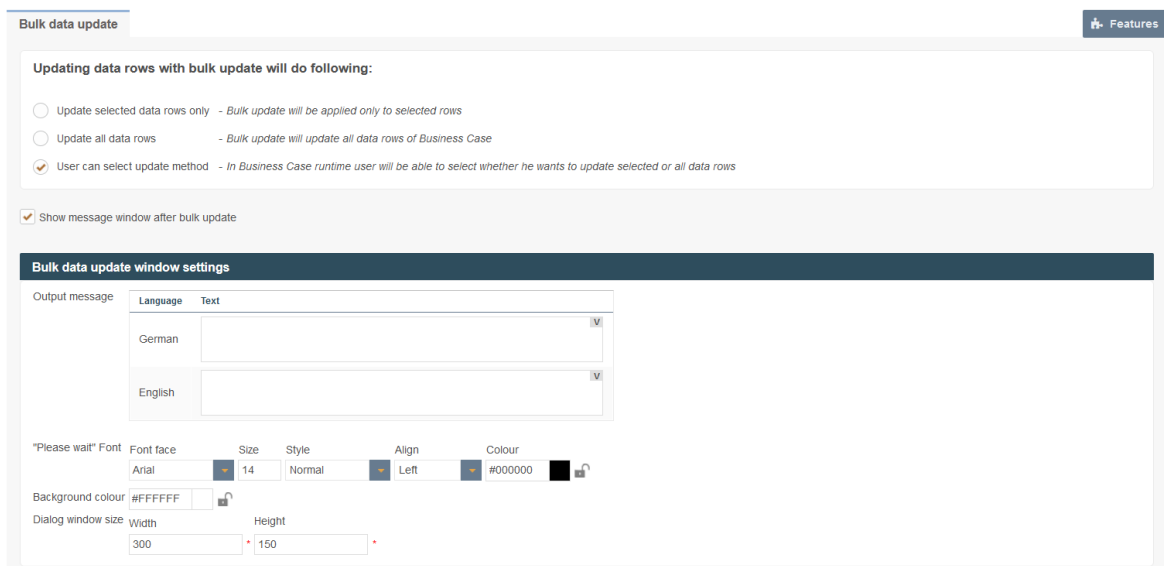 Bulk data update
Features
Updating data rows with bulk update will do following:
Update selected data rows only - Bulk update will be applied only to selected rows
Update all data rows - Bulk update will update all data rows of Business Case
User can select update method - In Business Case runtime user will be able to select whether he wants to update selected or all data rows
Show message window after bulk update
Bulk data update window settings
Output message
Language Text
V
German
V
English
"Please wait" Font Font face Size Style Align Colour
Arial 14 Normal Left #000000
Background colour #FFFFFF
Dialog window size Width Height
300 * 150 *